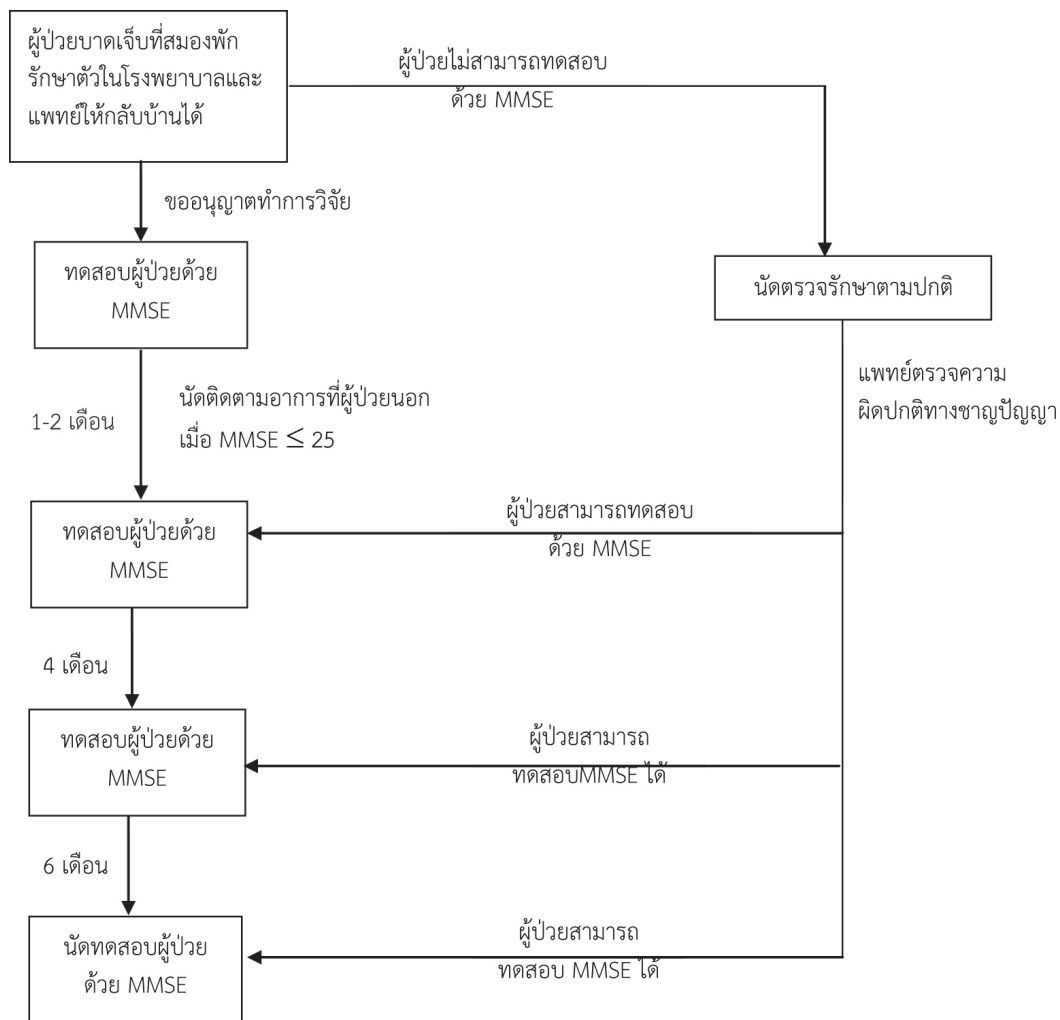 ผู้ป่วยบาดเจ็บที่สมองพัก
รักษาตัวในโรงพยาบาลและ
แพทย์ให้กลับบ้านได้
ผู้ป่วยไม่สามารถทดสอบ
ด้วย MMSE
ขออนุญาตทำการวิจัย
ทดสอบผู้ป่วยด้วย
MMSE
นัดตรวจรักษาตามปกติ
1-2 เดือน
นัดติดตามอาการที่ผู้ป่วยนอก
เมื่อ MMSE ≤ 25
แพทย์ตรวจความ
ผิดปกติทางชาญปัญญา
ทดสอบผู้ป่วยด้วย
MMSE
ผู้ป่วยสามารถทดสอบ
ด้วย MMSE
4 เดือน
ทดสอบผู้ป่วยด้วย
MMSE
ผู้ป่วยสามารถ
ทดสอบMMSE ได้
6 เดือน
นัดทดสอบผู้ป่วย
ด้วย MMSE
ผู้ป่วยสามารถ
ทดสอบ MMSE ได้